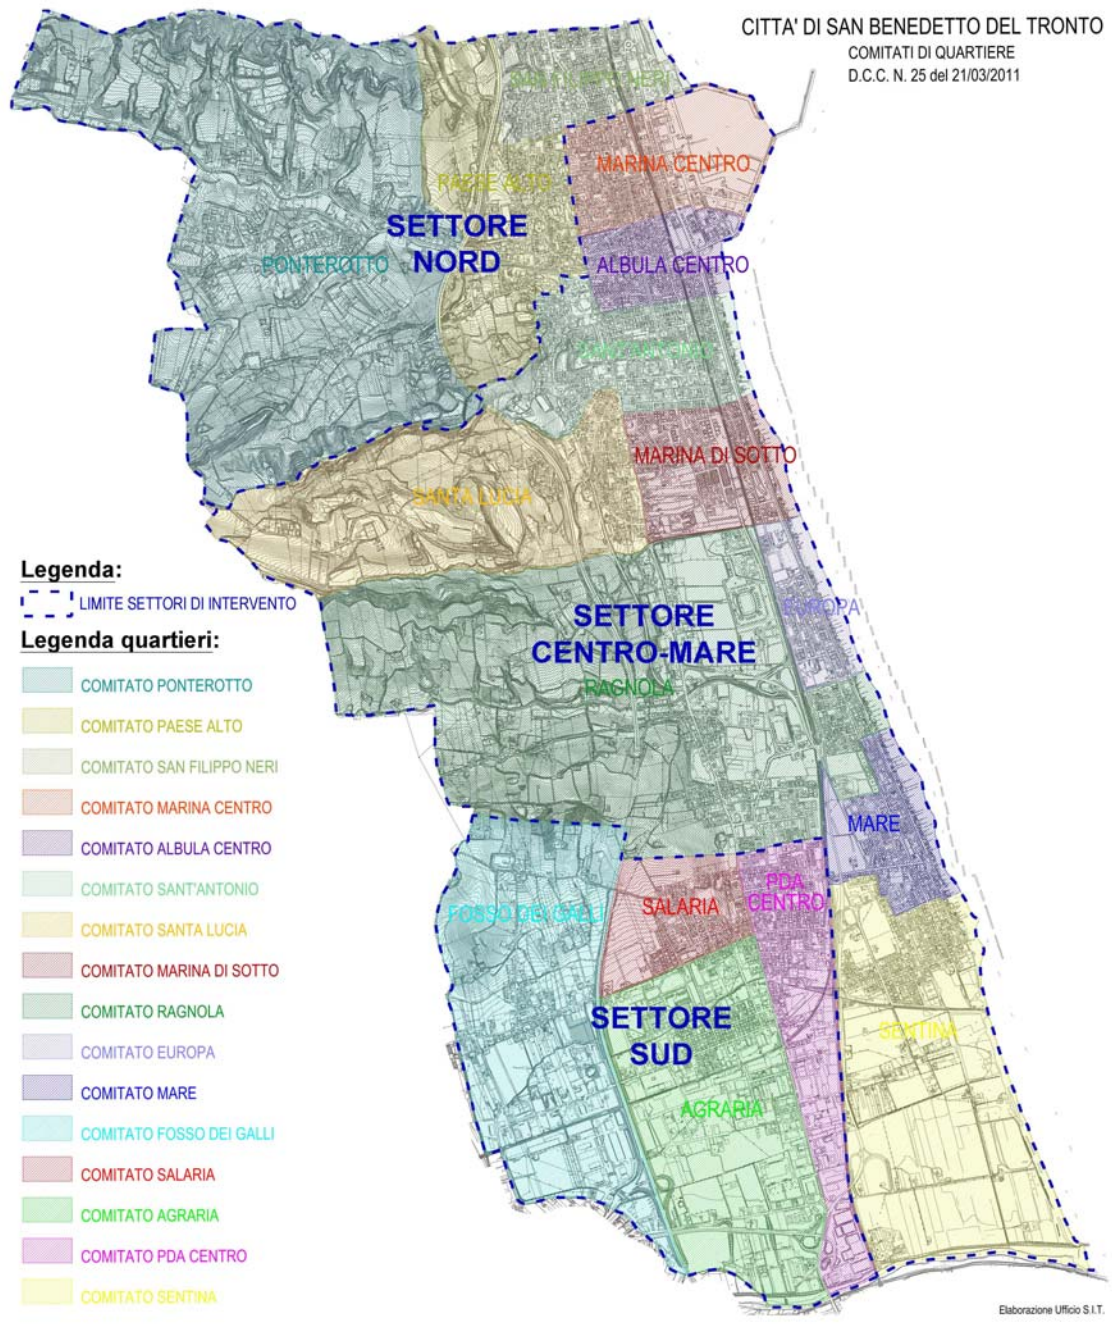 CITTA' DI SAN BENEDETTO DEL TRONTO
COMITATI DI QUARTIERE
D.C.C. N. 25 del 21/03/2011
SAN FILIPPO NERI
MARINA CENTRO
PAESE ALTO
SETTORE
NORD
PONTEROTTO
ALBULA CENTRO
SANT'ANTONIO
MARINA DI SOTTO
SANTA LUCIA
SETTORE
CENTRO-MARE
EUROPA
RAGNOLA
MARE
PDA
CENTRO
SALARIA
FOSSO DEI GALLI
SETTORE
SUD
SENTINA
AGRARIA
Legenda:
LIMITE SETTORI DI INTERVENTO
Legenda quartieri:
COMITATO PONTEROTTO
COMITATO PAESE ALTO
COMITATO SAN FILIPPO NERI
COMITATO MARINA CENTRO
COMITATO ALBULA CENTRO
COMITATO SANT'ANTONIO
COMITATO SANTA LUCIA
COMITATO MARINA DI SOTTO
COMITATO RAGNOLA
COMITATO EUROPA
COMITATO MARE
COMITATO FOSSO DEI GALLI
COMITATO SALARIA
COMITATO AGRARIA
COMITATO PDA CENTRO
COMITATO SENTINA
Elaborazione Ufficio S.I.T.